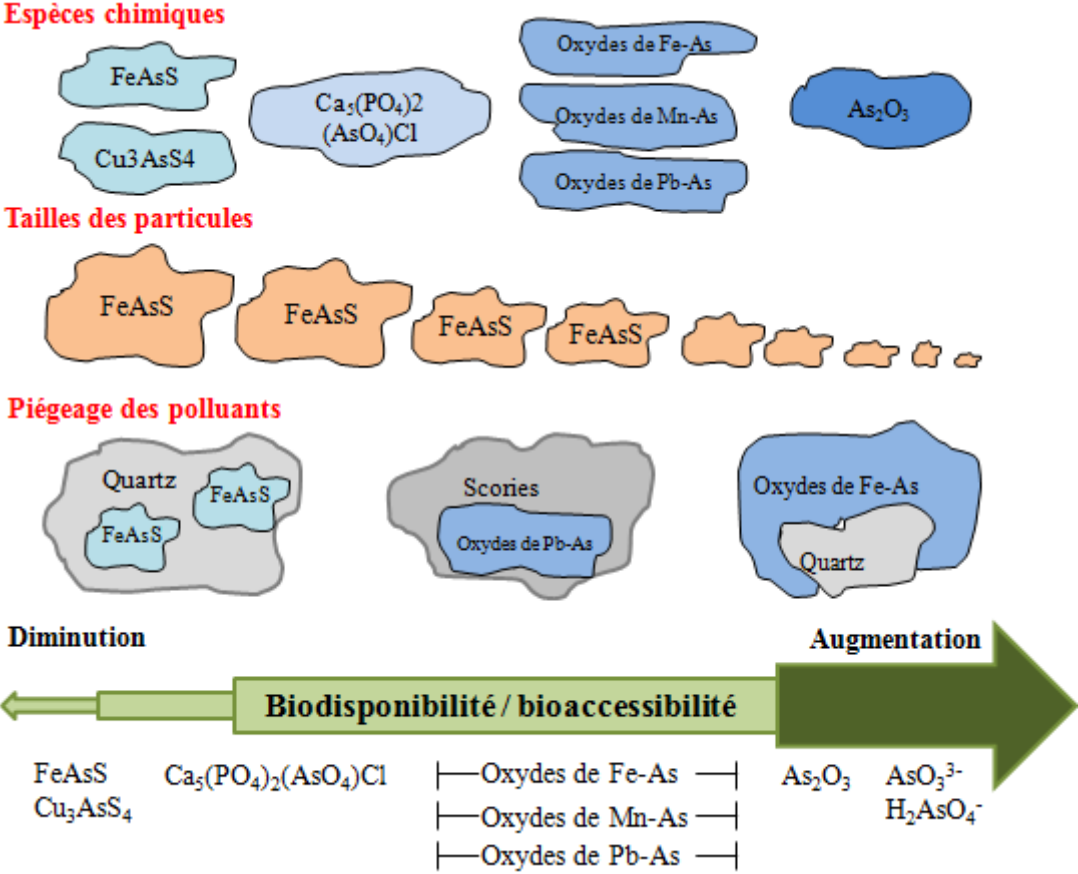 Espèces chimiques
FeAsS
Cu3AsS4
Ca₅(PO₄)2
(AsO₄)Cl
Oxydes de Fe-As
Oxydes de Mn-As
Oxydes de Pb-As
As₂O₃
Tailles des particules
FeAsS
FeAsS
FeAsS
FeAsS
Piégeage des polluants
Quartz
FeAsS
FeAsS
Scories
Oxydes de Pb-As
Oxydes de Fe-As
Quartz
Diminution
Augmentation
Biodisponibilité / bioaccessibilité
FeAsS
Cu₃AsS₄
Ca₅(PO₄)₂(AsO₄)Cl
Oxydes de Fe-As
Oxydes de Mn-As
Oxydes de Pb-As
As₂O₃
AsO₃³⁻
H₂AsO₄⁻